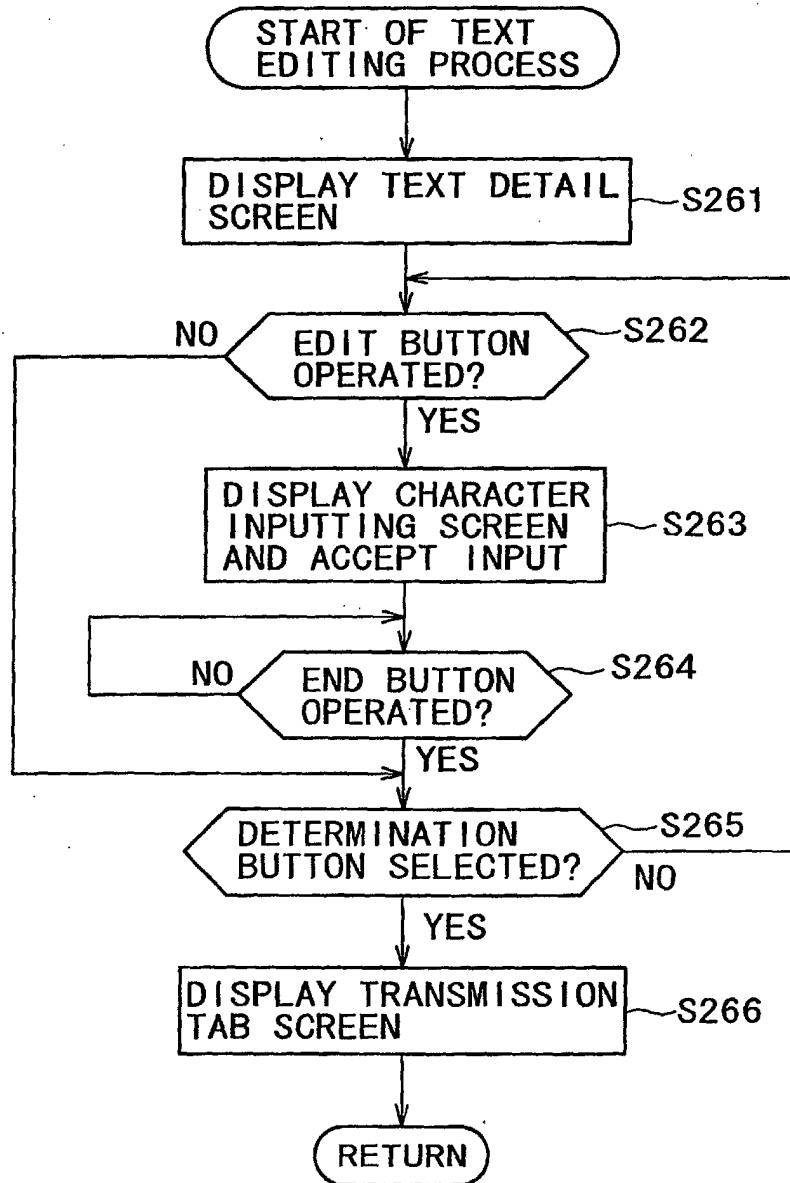 START OF TEXT
EDITING PROCESS
DISPLAY TEXT DETAIL
SCREEN
S261
NO
EDIT BUTTON
OPERATED?
S262
YES
DISPLAY CHARACTER
INPUTTING SCREEN
AND ACCEPT INPUT
S263
NO
END BUTTON
OPERATED?
S264
YES
DETERMINATION
BUTTON SELECTED?
S265
NO
YES
DISPLAY TRANSMISSION
TAB SCREEN
S266
RETURN